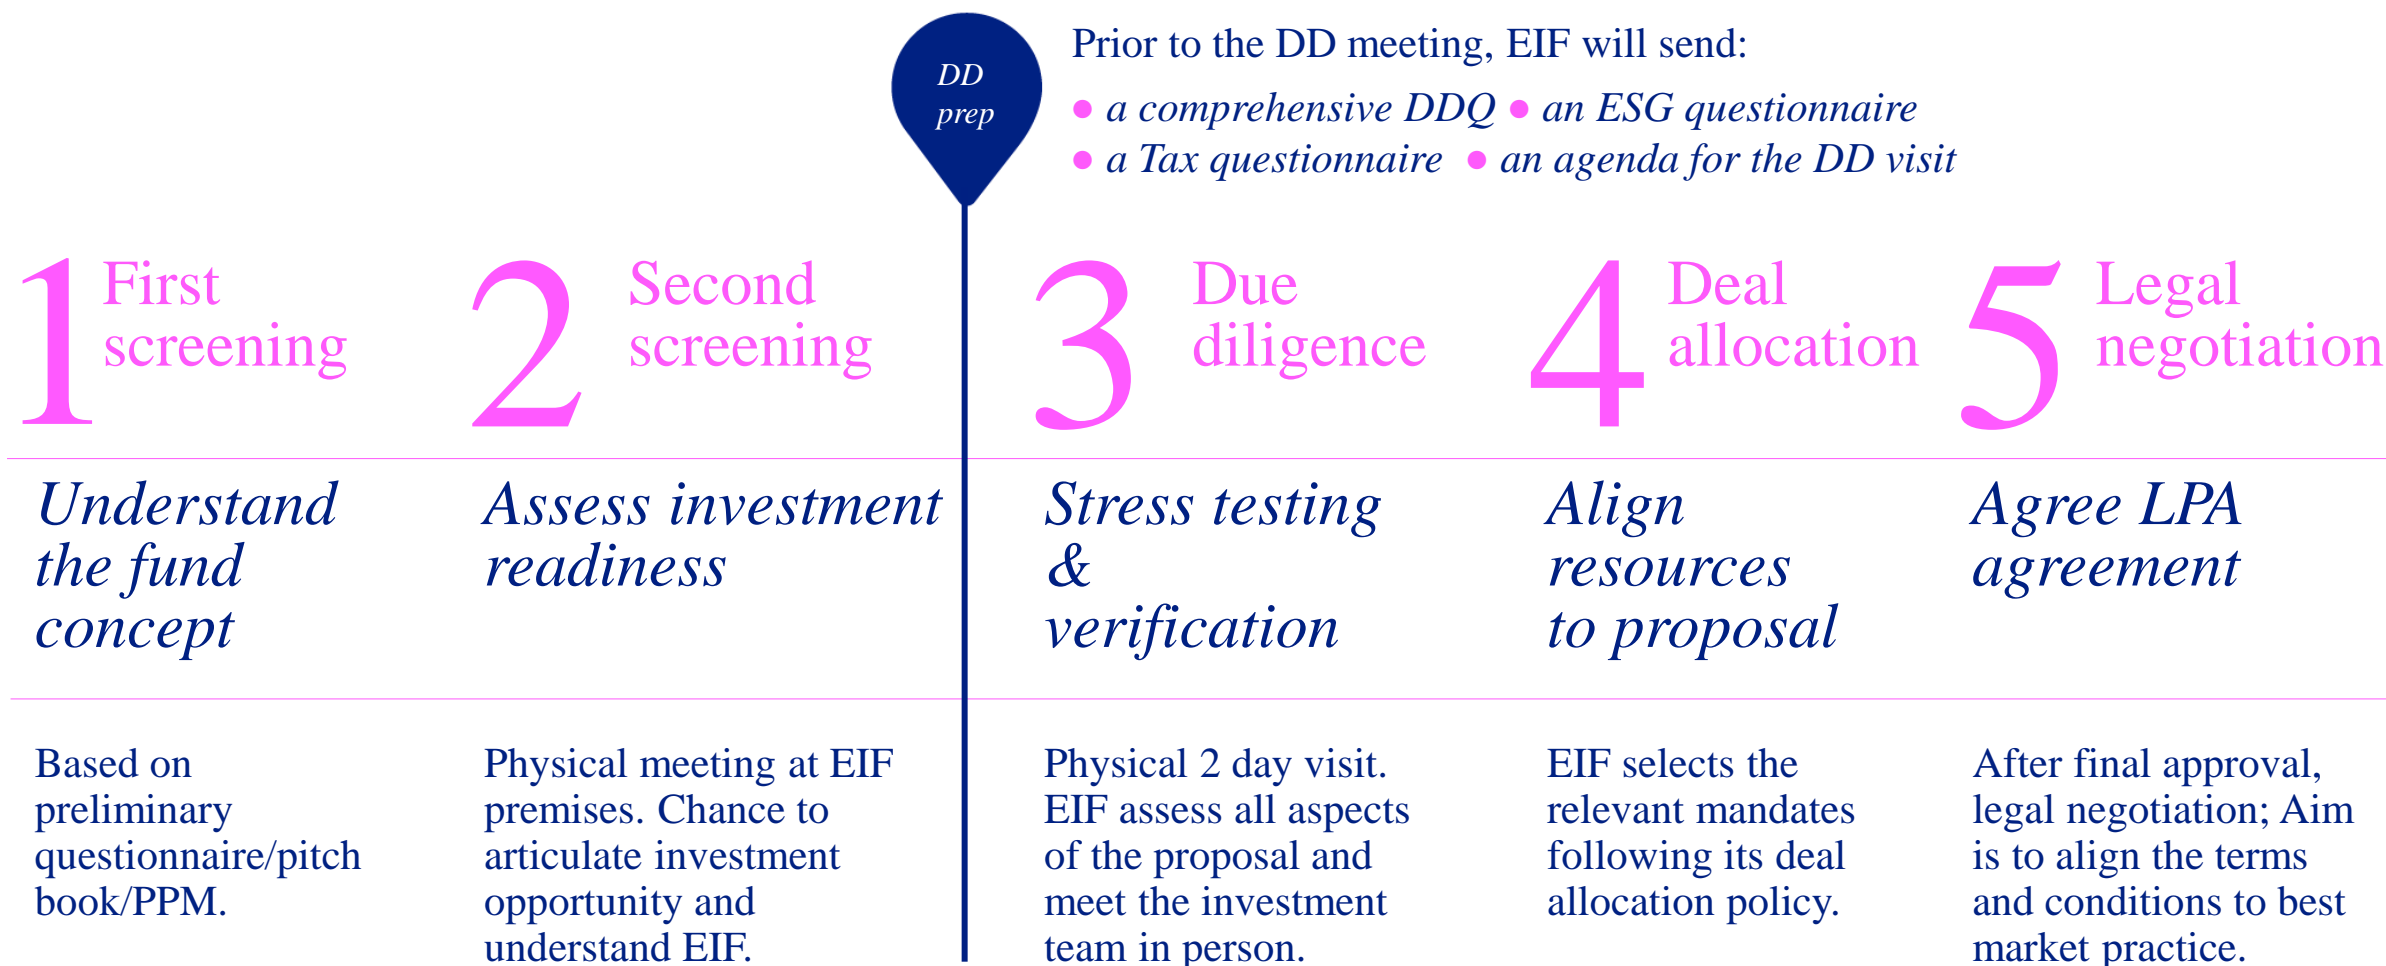 DD
prep
Prior to the DD meeting, EIF will send:
• a comprehensive DDQ • an ESG questionnaire
• a Tax questionnaire • an agenda for the DD visit
1 First
screening
2 Second
screening
3 Due
diligence
4 Deal
allocation
5 Legal
negotiation
Understand
the fund
concept
Assess investment
readiness
Stress testing
&
verification
Align
resources
to proposal
Agree LPA
agreement
Based on
preliminary
questionnaire/pitch
book/PPM.
Physical meeting at EIF
premises. Chance to
articulate investment
opportunity and
understand EIF.
Physical 2 day visit.
EIF assess all aspects
of the proposal and
meet the investment
team in person.
EIF selects the
relevant mandates
following its deal
allocation policy.
After final approval,
legal negotiation; Aim
is to align the terms
and conditions to best
market practice.